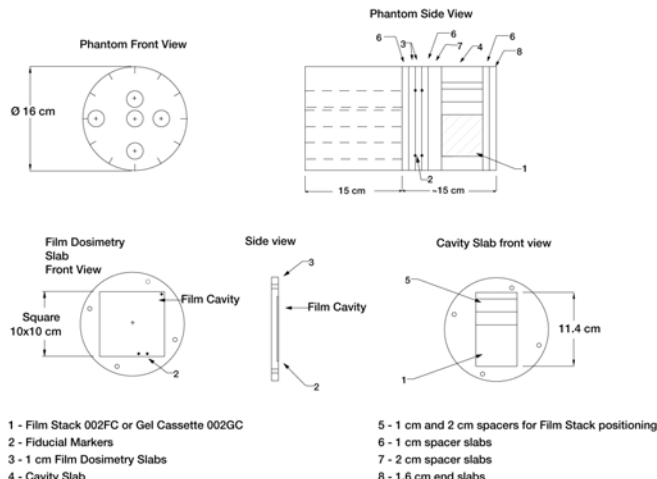 Phantom Side View
Phantom Front View
6 3 6 7 4 6
8
Ø 16 cm
1
2
15 cm
~15 cm
Film Dosimetry
Slab
Front View
Side view
Cavity Slab front view
3
5
Film Cavity
Film Cavity
Square
10x10 cm
11.4 cm
2
2
1
1 - Film Stack 002FC or Gel Cassette 002GC
2 - Fiducial Markers
3 - 1 cm Film Dosimetry Slabs
4 - Cavity Slab
5 - 1 cm and 2 cm spacers for Film Stack positioning
6 - 1 cm spacer slabs
7 - 2 cm spacer slabs
8 - 1.6 cm end slabs